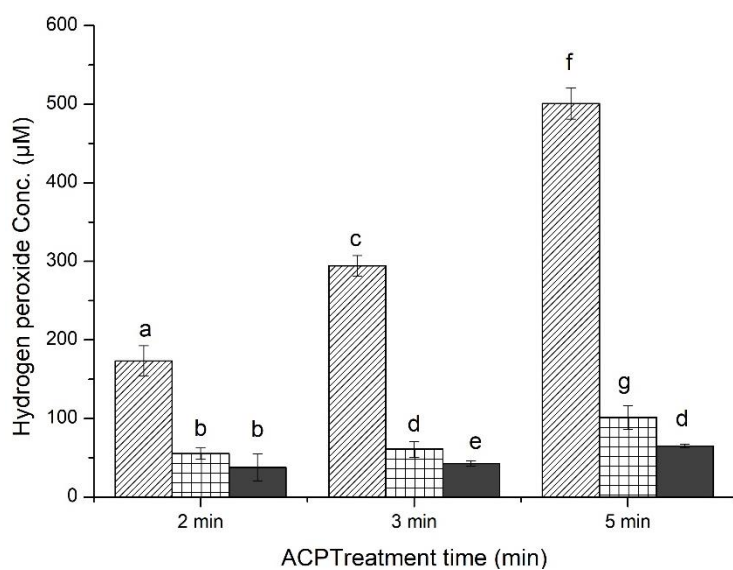 600
500
400
300
200
100
0
Hydrogen peroxide Conc. (µM)
a
b
b
c
d
e
f
g
d
2 min
3 min
5 min
ACPTreatment time (min)